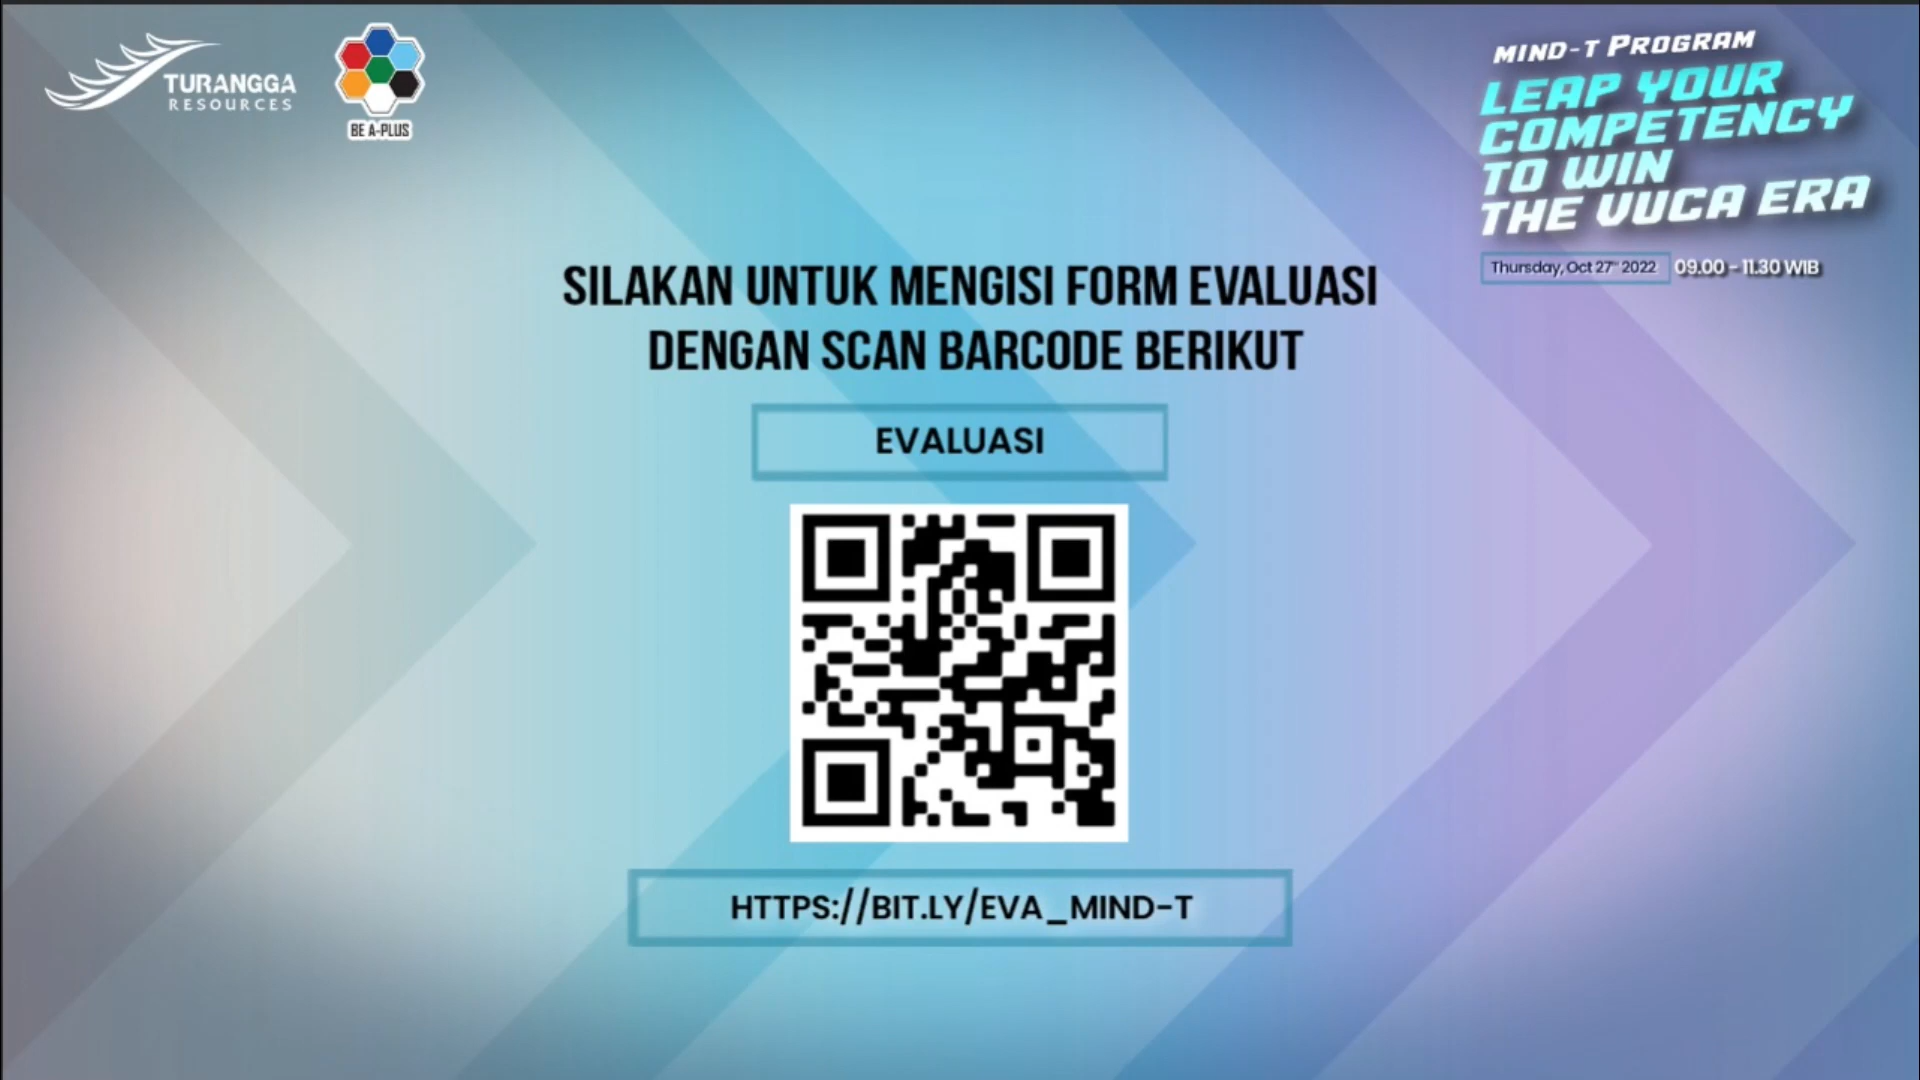 TURANGGA
RESOURCES
BE A-PLUS
MIND-T PROGRAM
LEAP YOUR
COMPETENCY
TO WIN
THE VUCA ERA
Thursday, Oct 27th 2022 09.00 - 11.30 WIB
SILAKAN UNTUK MENGISI FORM EVALUASI
DENGAN SCAN BARCODE BERIKUT
EVALUASI
HTTPS://BIT.LY/EVA_MIND-T